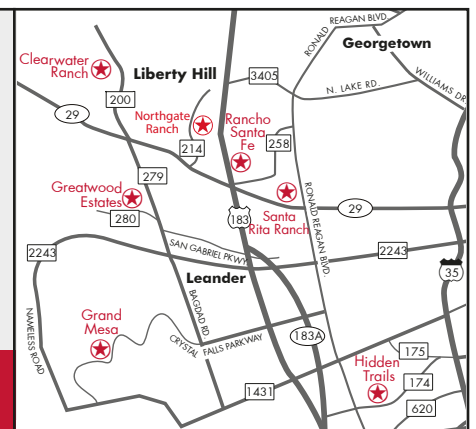 RONALD
REAGAN BLVD.
Georgetown
Clearwater
Ranch
Liberty Hill
3405
N. LAKE RD.
WILLIAMS DR.
200
29
Northgate
Ranch
Rancho
Santa
Fe
214
258
279
Greatwood
Estates
280
183
Santa
Rita Ranch
RONALD REAGAN BLVD.
29
2243
SAN GABRIEL PKWY
2243
Leander
35
NAMELESS ROAD
BAGDAD RD
Grand
Mesa
CRYSTAL FALLS PARKWAY
183A
175
Hidden
Trails
174
1431
620